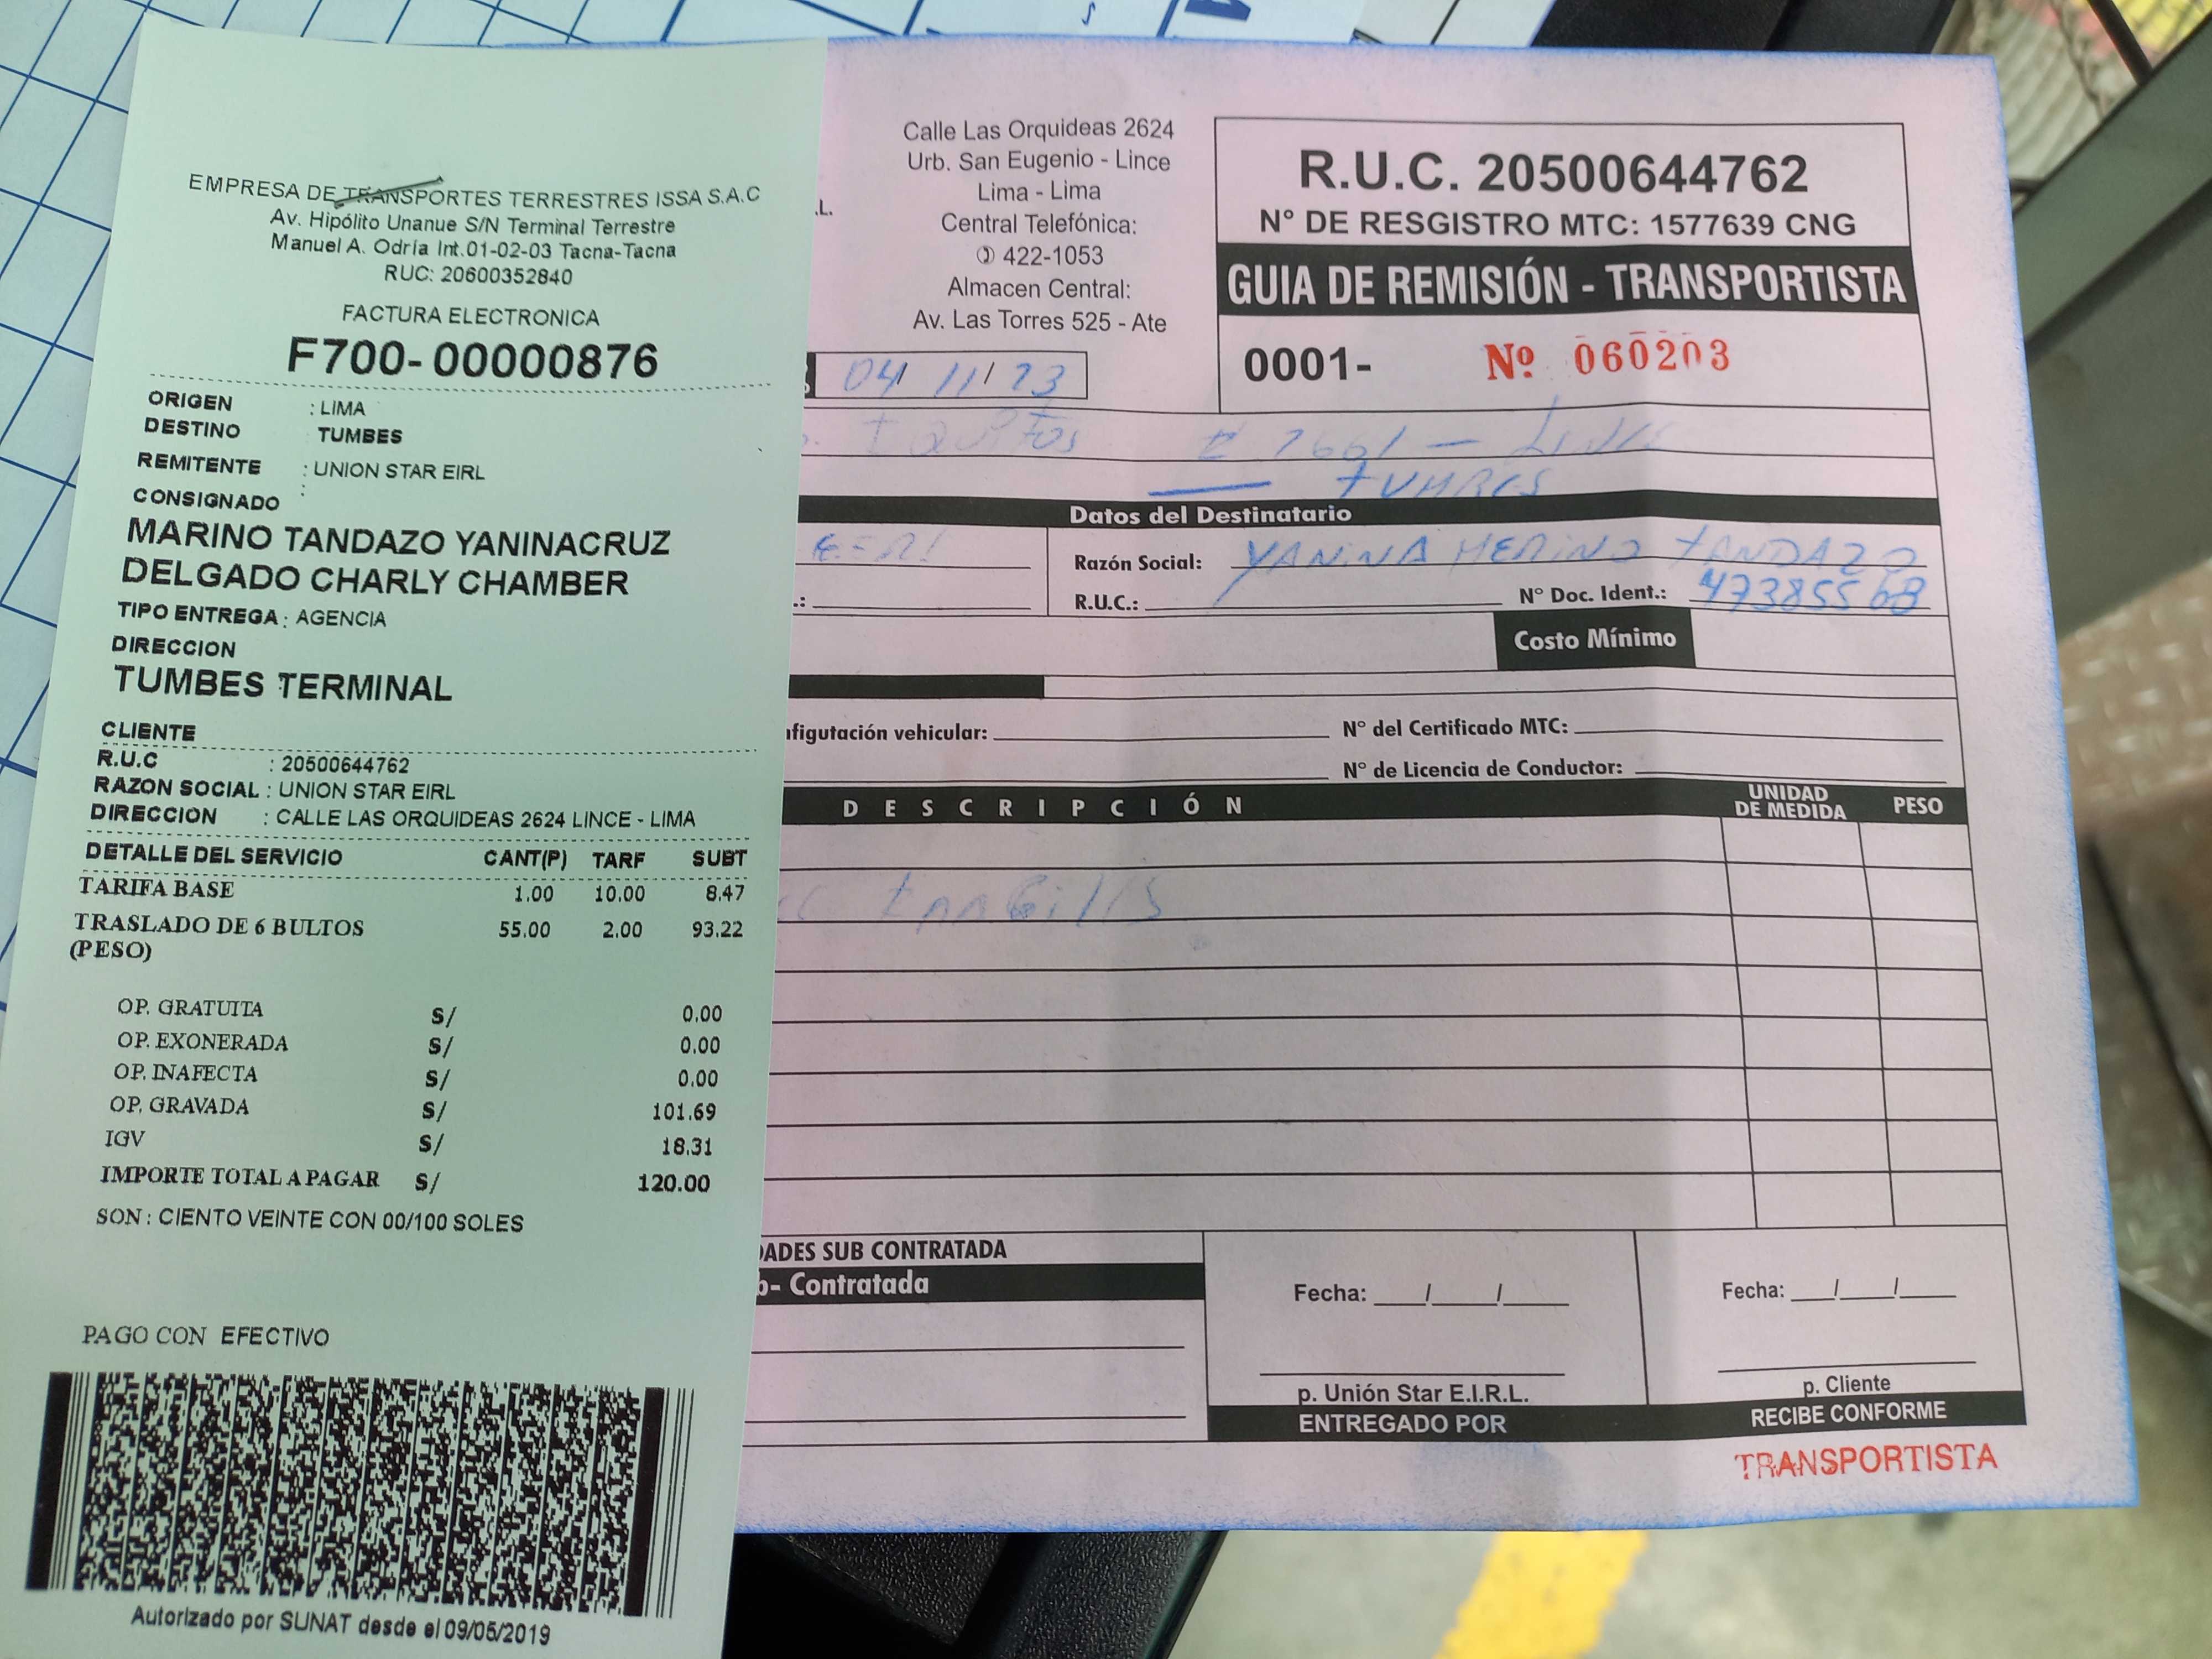 EMPRESA DE TRANSPORTES TERRESTRES ISSA S.A.C
Av. Hipólito Unanue S/N Terminal Terrestre
Manuel A. Odría Int.01-02-03 Tacna-Tacna
RUC: 20600352840
FACTURA ELECTRONICA
F700-00000876
ORIGEN : LIMA
DESTINO : TUMBES
REMITENTE : UNION STAR EIRL
CONSIGNADO :
MARINO TANDAZO YANINACRUZ
DELGADO CHARLY CHAMBER
TIPO ENTREGA : AGENCIA
DIRECCION
TUMBES TERMINAL
CLIENTE
R.U.C : 20500644762
RAZON SOCIAL : UNION STAR EIRL
DIRECCION : CALLE LAS ORQUIDEAS 2624 LINCE - LIMA
DETALLE DEL SERVICIO CANT(P) TARF SUBT
TARIFA BASE 1.00 10.00 8.47
TRASLADO DE 6 BULTOS 55.00 2.00 93.22
(PESO)
OP. GRATUITA S/ 0.00
OP. EXONERADA S/ 0.00
OP. INAFECTA S/ 0.00
OP. GRAVADA S/ 101.69
IGV S/ 18.31
IMPORTE TOTAL A PAGAR S/ 120.00
SON : CIENTO VEINTE CON 00/100 SOLES
PAGO CON EFECTIVO
Autorizado por SUNAT desde el 09/05/2019
.L.
Calle Las Orquideas 2624
Urb. San Eugenio - Lince
Lima - Lima
Central Telefónica:
422-1053
Almacen Central:
Av. Las Torres 525 - Ate
R.U.C. 20500644762
N° DE RESGISTRO MTC: 1577639 CNG
GUIA DE REMISIÓN - TRANSPORTISTA
0001- Nº 060203
04/ 11/ 23
Iquitos
TUMBES
Datos del Destinatario
Razón Social: YANINA MERINO TANDAZO
R.U.C.: N° Doc. Ident.: 47385568
Costo Mínimo
figutación vehicular: N° del Certificado MTC:
N° de Licencia de Conductor:
DESCRIPCIÓN UNIDAD DE MEDIDA PESO
ADES SUB CONTRATADA
- Contratada
Fecha: / / Fecha: / /
p. Unión Star E.I.R.L. p. Cliente
ENTREGADO POR RECIBE CONFORME
TRANSPORTISTA